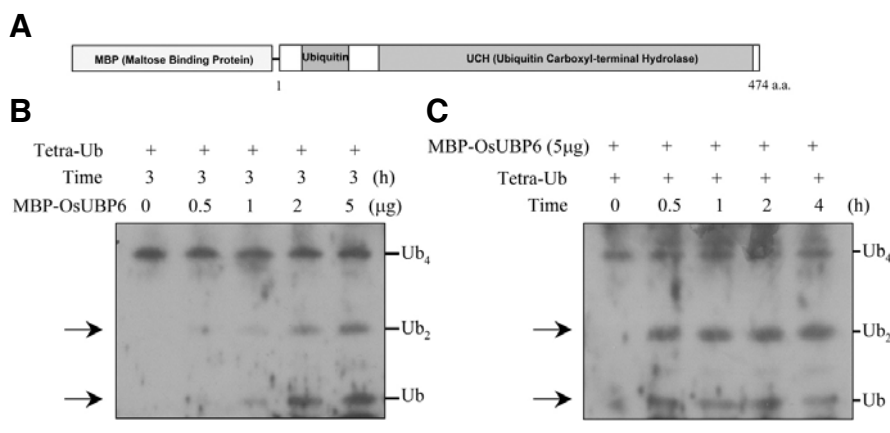 A
MBP (Maltose Binding Protein) Ubiquitin UCH (Ubiquitin Carboxyl-terminal Hydrolase)
1 474 a.a.
B
Tetra-Ub + + + + +
Time 3 3 3 3 3 (h)
MBP-OsUBP6 0 0.5 1 2 5 (μg)
Ub4
Ub2
Ub
C
MBP-OsUBP6 (5μg) + + + + +
Tetra-Ub + + + + +
Time 0 0.5 1 2 4 (h)
Ub4
Ub2
Ub